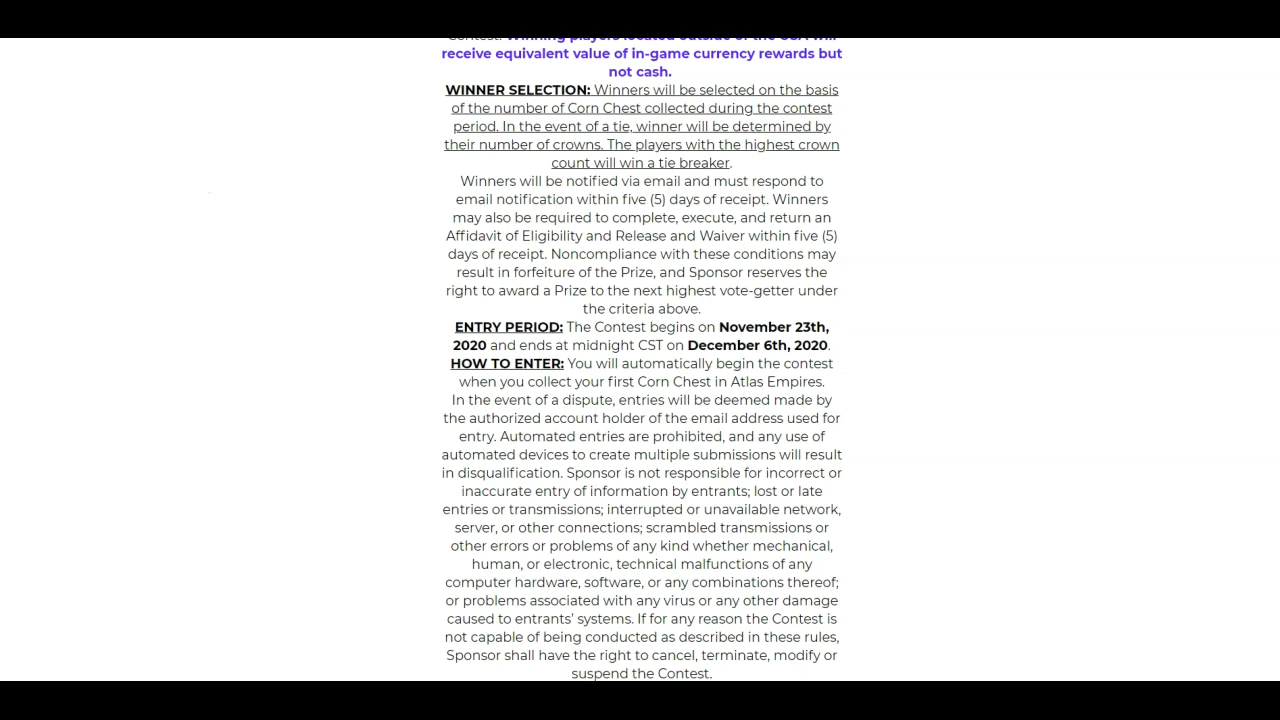 Contest. Winning players located outside of the USA will
receive equivalent value of in-game currency rewards but
not cash.
WINNER SELECTION: Winners will be selected on the basis
of the number of Corn Chest collected during the contest
period. In the event of a tie, winner will be determined by
their number of crowns. The players with the highest crown
count will win a tie breaker.
Winners will be notified via email and must respond to
email notification within five (5) days of receipt. Winners
may also be required to complete, execute, and return an
Affidavit of Eligibility and Release and Waiver within five (5)
days of receipt. Noncompliance with these conditions may
result in forfeiture of the Prize, and Sponsor reserves the
right to award a Prize to the next highest vote-getter under
the criteria above.
ENTRY PERIOD: The Contest begins on November 23th,
2020 and ends at midnight CST on December 6th, 2020.
HOW TO ENTER: You will automatically begin the contest
when you collect your first Corn Chest in Atlas Empires.
In the event of a dispute, entries will be deemed made by
the authorized account holder of the email address used for
entry. Automated entries are prohibited, and any use of
automated devices to create multiple submissions will result
in disqualification. Sponsor is not responsible for incorrect or
inaccurate entry of information by entrants; lost or late
entries or transmissions; interrupted or unavailable network,
server, or other connections; scrambled transmissions or
other errors or problems of any kind whether mechanical,
human, or electronic, technical malfunctions of any
computer hardware, software, or any combinations thereof;
or problems associated with any virus or any other damage
caused to entrants’ systems. If for any reason the Contest is
not capable of being conducted as described in these rules,
Sponsor shall have the right to cancel, terminate, modify or
suspend the Contest.